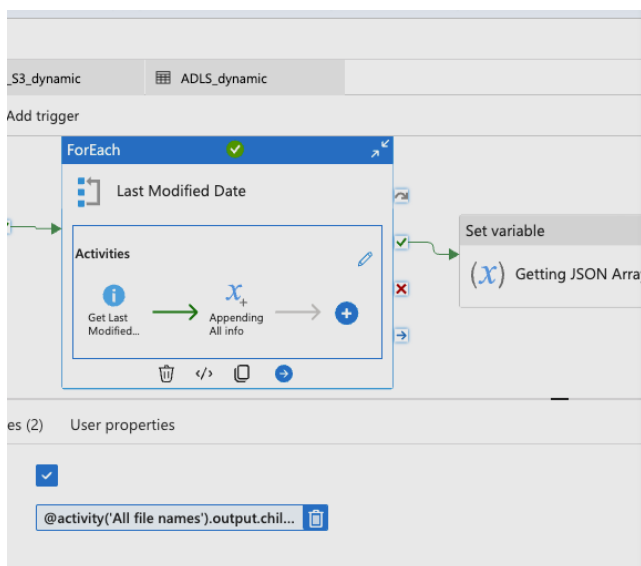 _S3_dynamic
ADLS_dynamic
Add trigger
ForEach
Last Modified Date
Set variable
Activities
(x) Getting JSON Arra
Get Last
Modified...
Appending
All info
es (2) User properties
@activity('All file names').output.chil...